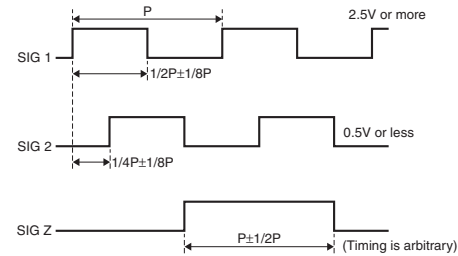 P
2.5V or more
SIG 1
1/2P±1/8P
SIG 2
0.5V or less
1/4P±1/8P
SIG Z
P±1/2P
(Timing is arbitrary)